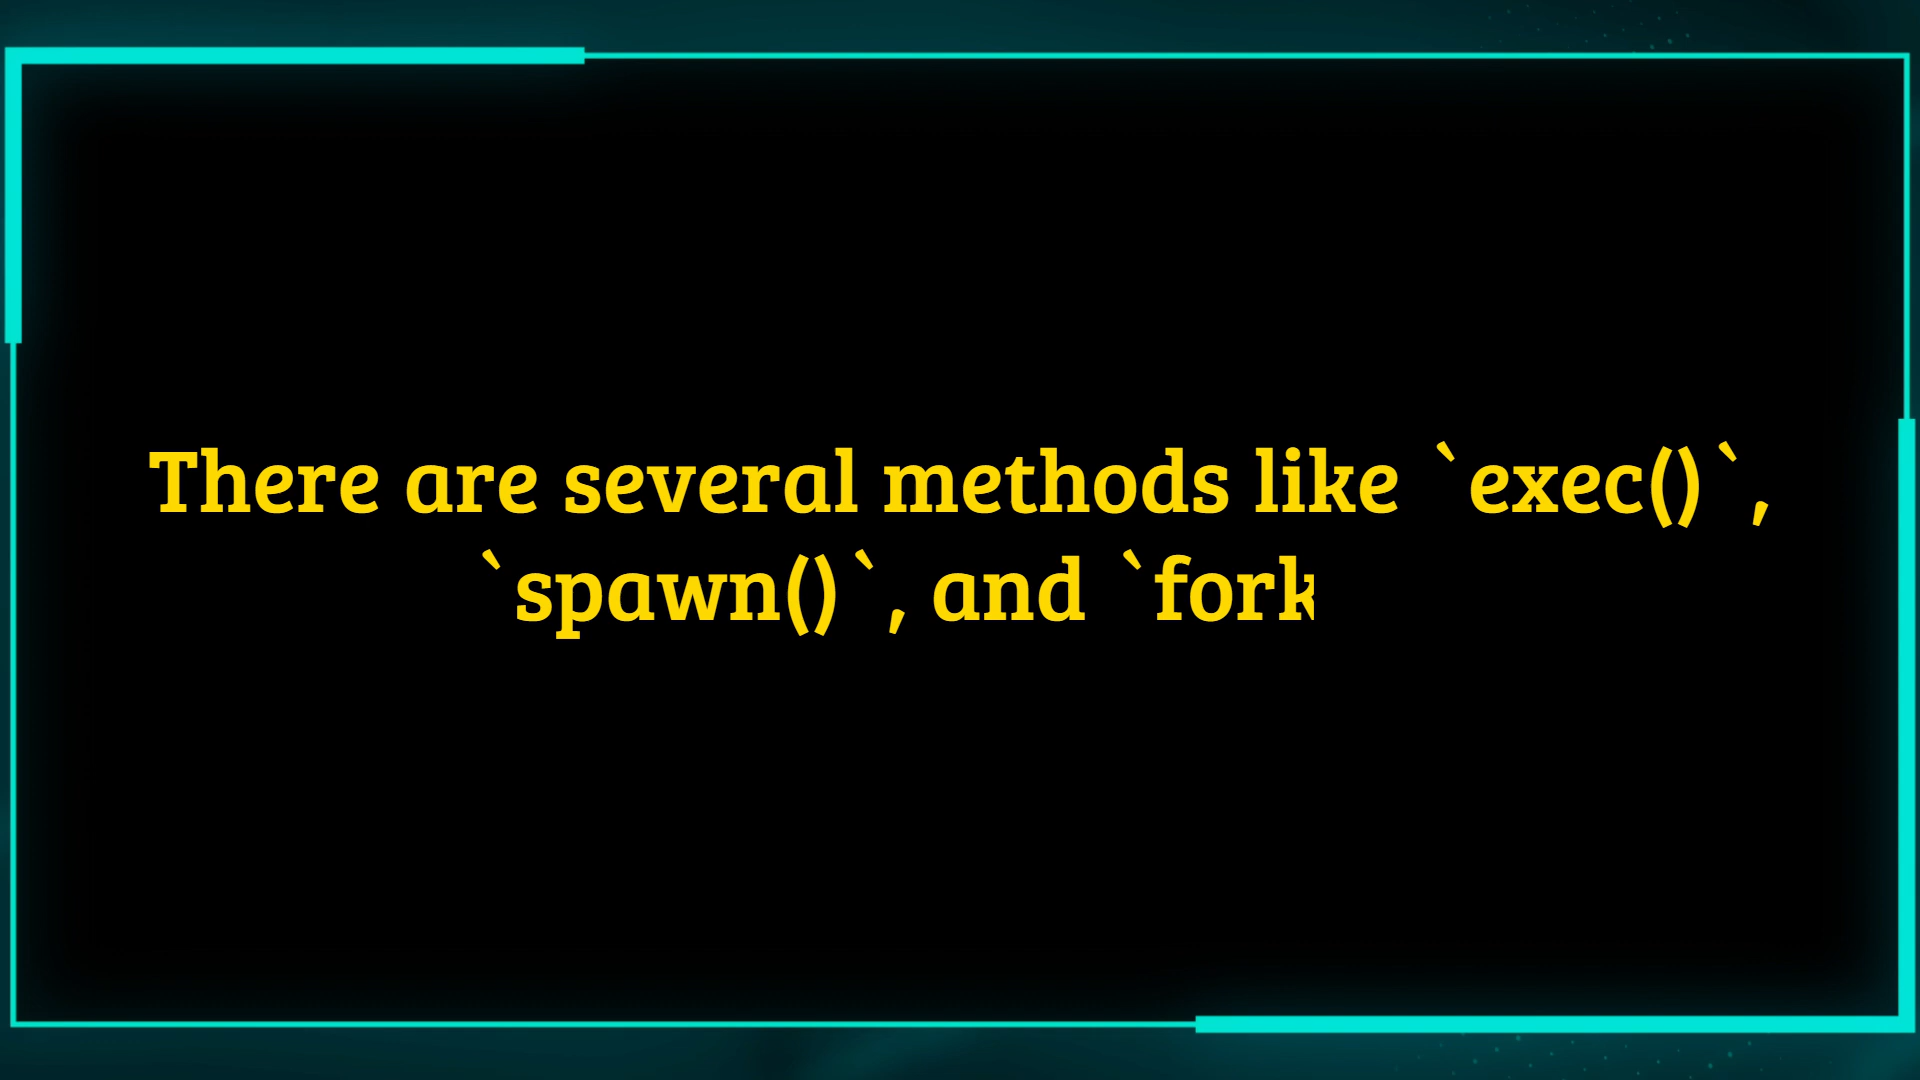 There are several methods like `exec()`,
`spawn()`, and `fork